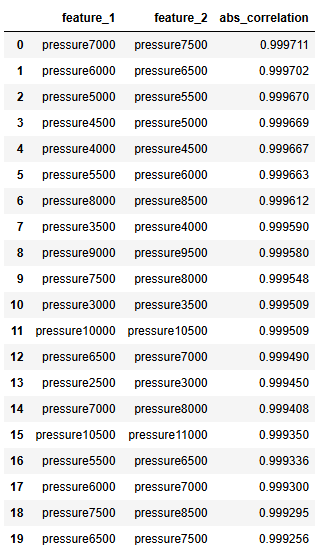 feature_1 feature_2 abs_correlation
0 pressure7000 pressure7500 0.999711
1 pressure6000 pressure6500 0.999702
2 pressure5000 pressure5500 0.999670
3 pressure4500 pressure5000 0.999669
4 pressure4000 pressure4500 0.999667
5 pressure5500 pressure6000 0.999663
6 pressure8000 pressure8500 0.999612
7 pressure3500 pressure4000 0.999590
8 pressure9000 pressure9500 0.999580
9 pressure7500 pressure8000 0.999548
10 pressure3000 pressure3500 0.999509
11 pressure10000 pressure10500 0.999509
12 pressure6500 pressure7000 0.999490
13 pressure2500 pressure3000 0.999450
14 pressure7000 pressure8000 0.999408
15 pressure10500 pressure11000 0.999350
16 pressure5500 pressure6500 0.999336
17 pressure6000 pressure7000 0.999300
18 pressure7500 pressure8500 0.999295
19 pressure6500 pressure7500 0.999256